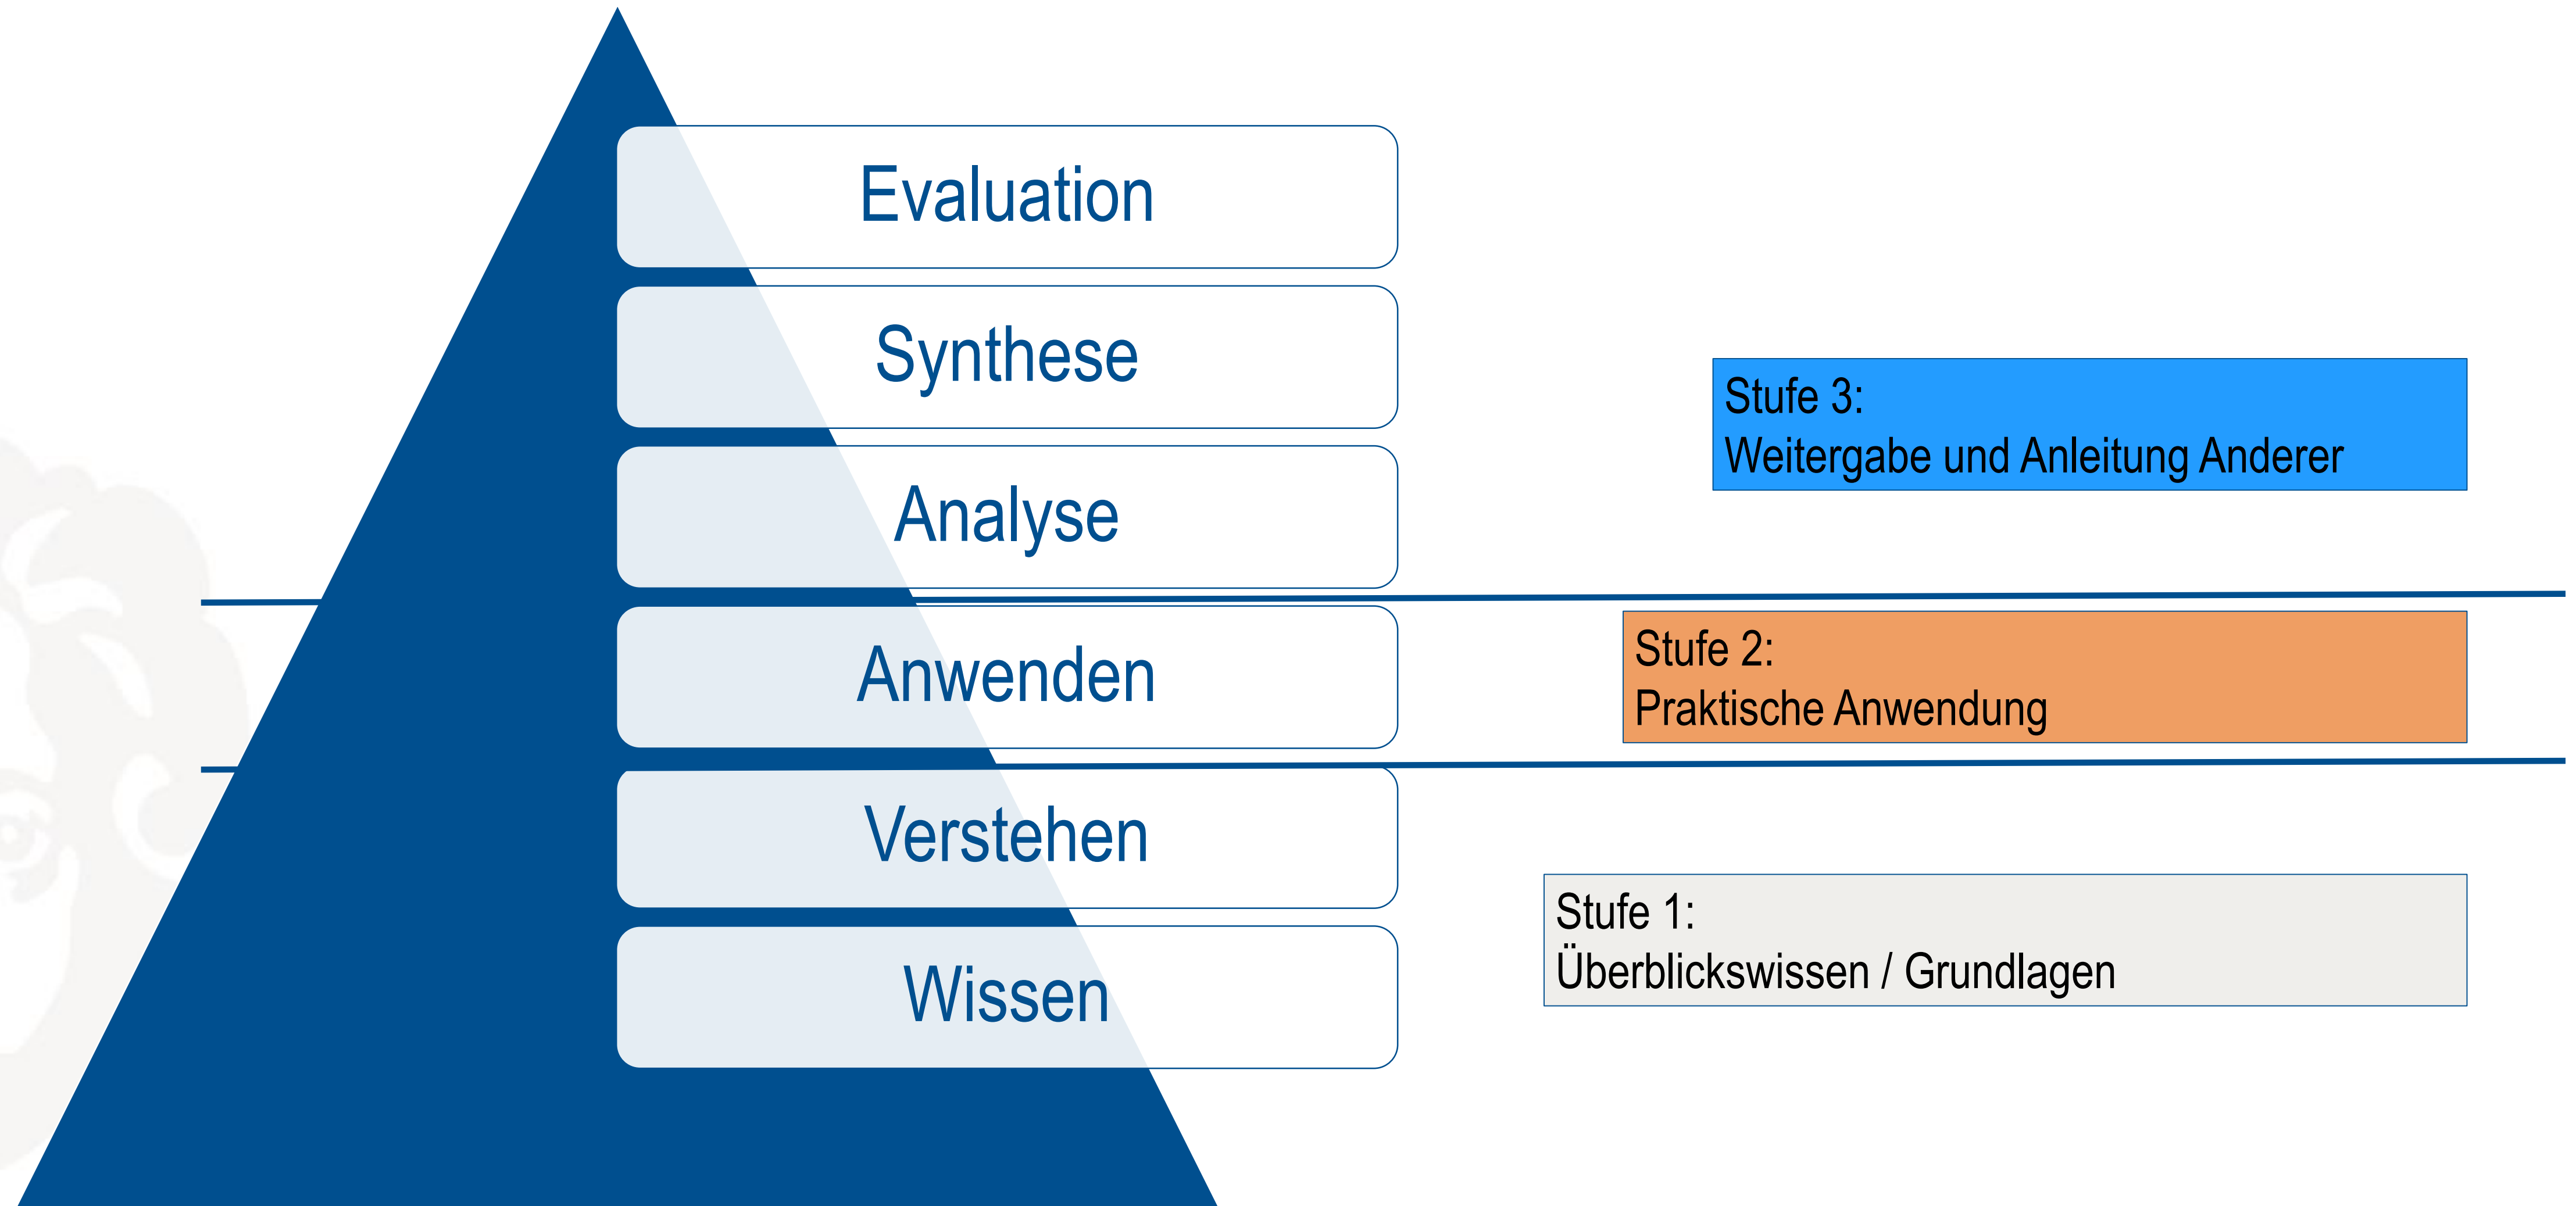 Evaluation
Synthese
Analyse
Anwenden
Verstehen
Wissen
Stufe 3:
Weitergabe und Anleitung Anderer
Stufe 2:
Praktische Anwendung
Stufe 1:
Überblickswissen / Grundlagen